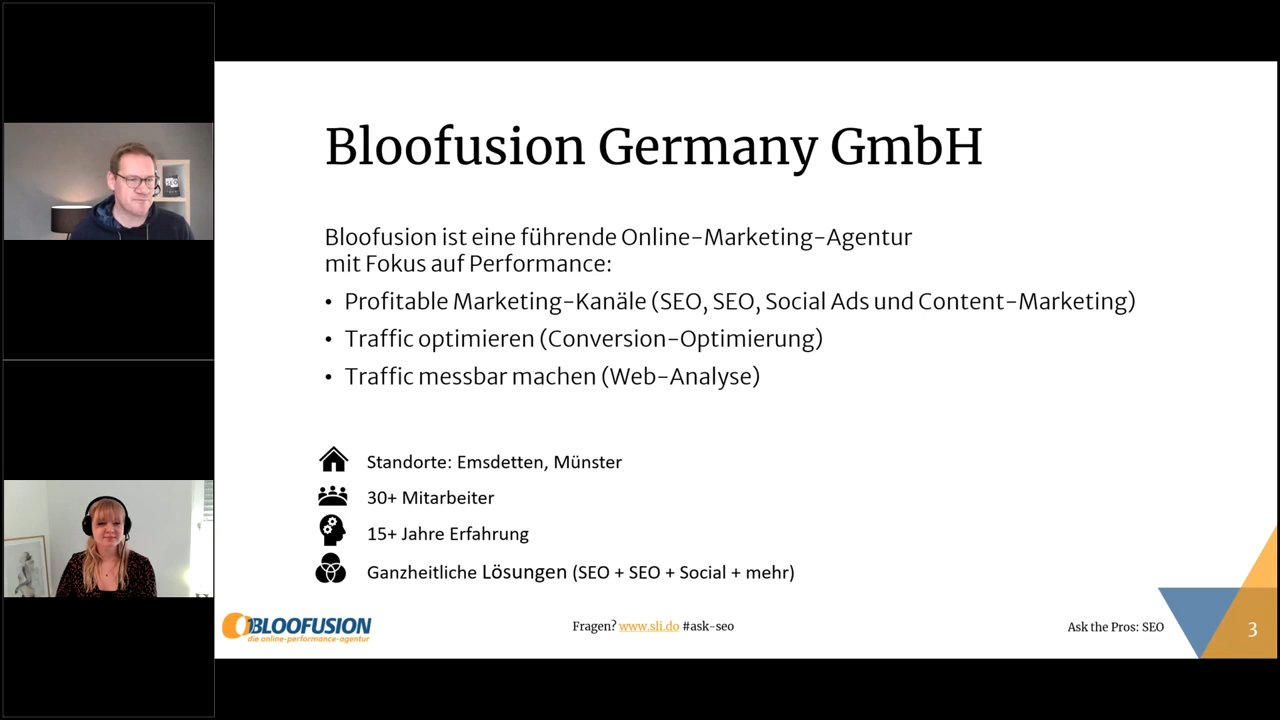 Bloofusion Germany GmbH
Bloofusion ist eine führende Online-Marketing-Agentur
mit Fokus auf Performance:
• Profitable Marketing-Kanäle (SEO, SEO, Social Ads und Content-Marketing)
• Traffic optimieren (Conversion-Optimierung)
• Traffic messbar machen (Web-Analyse)
Standorte: Emsdetten, Münster
30+ Mitarbeiter
15+ Jahre Erfahrung
Ganzheitliche Lösungen (SEO + SEO + Social + mehr)
BLOOFUSION
die online-performance-agentur
Fragen? www.sli.do #ask-seo
Ask the Pros: SEO
3